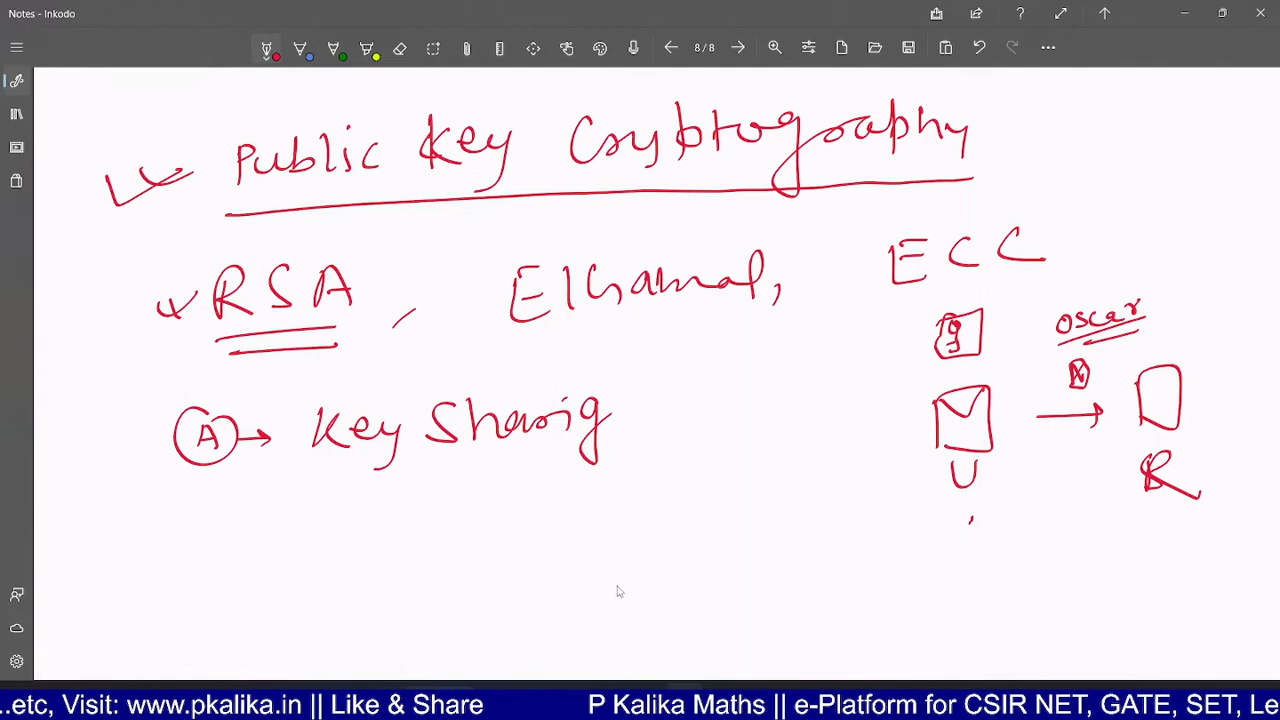 Notes - Inkodo
8/8
Public Key Cryptography
RSA, ElGamal, ECC
Oscar
A → Key Sharig
U
R
..etc, Visit: www.pkalika.in || Like & Share P Kalika Maths || e-Platform for CSIR NET, GATE, SET, Le